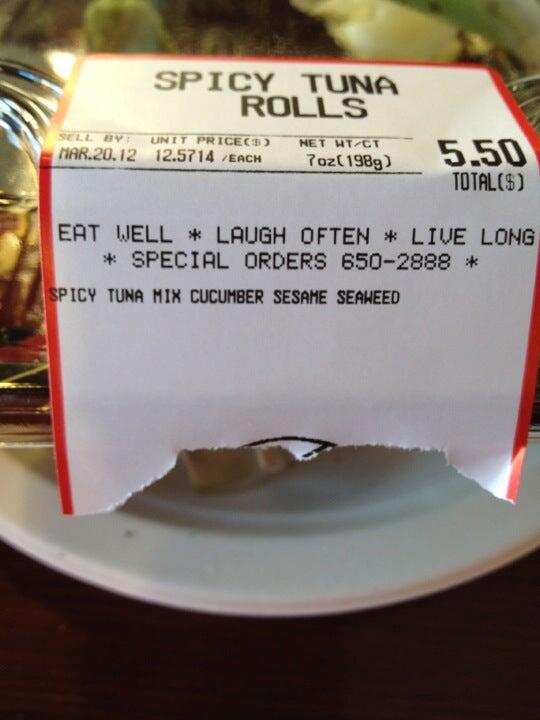 SPICY TUNA
ROLLS
SELL BY: UNIT PRICE($) NET WT/CT
MAR.20.12 12.5714 /EACH 7oz(198g) 5.50
TOTAL($)
EAT WELL * LAUGH OFTEN * LIVE LONG
* SPECIAL ORDERS 650-2888 *
SPICY TUNA MIX CUCUMBER SESAME SEAWEED